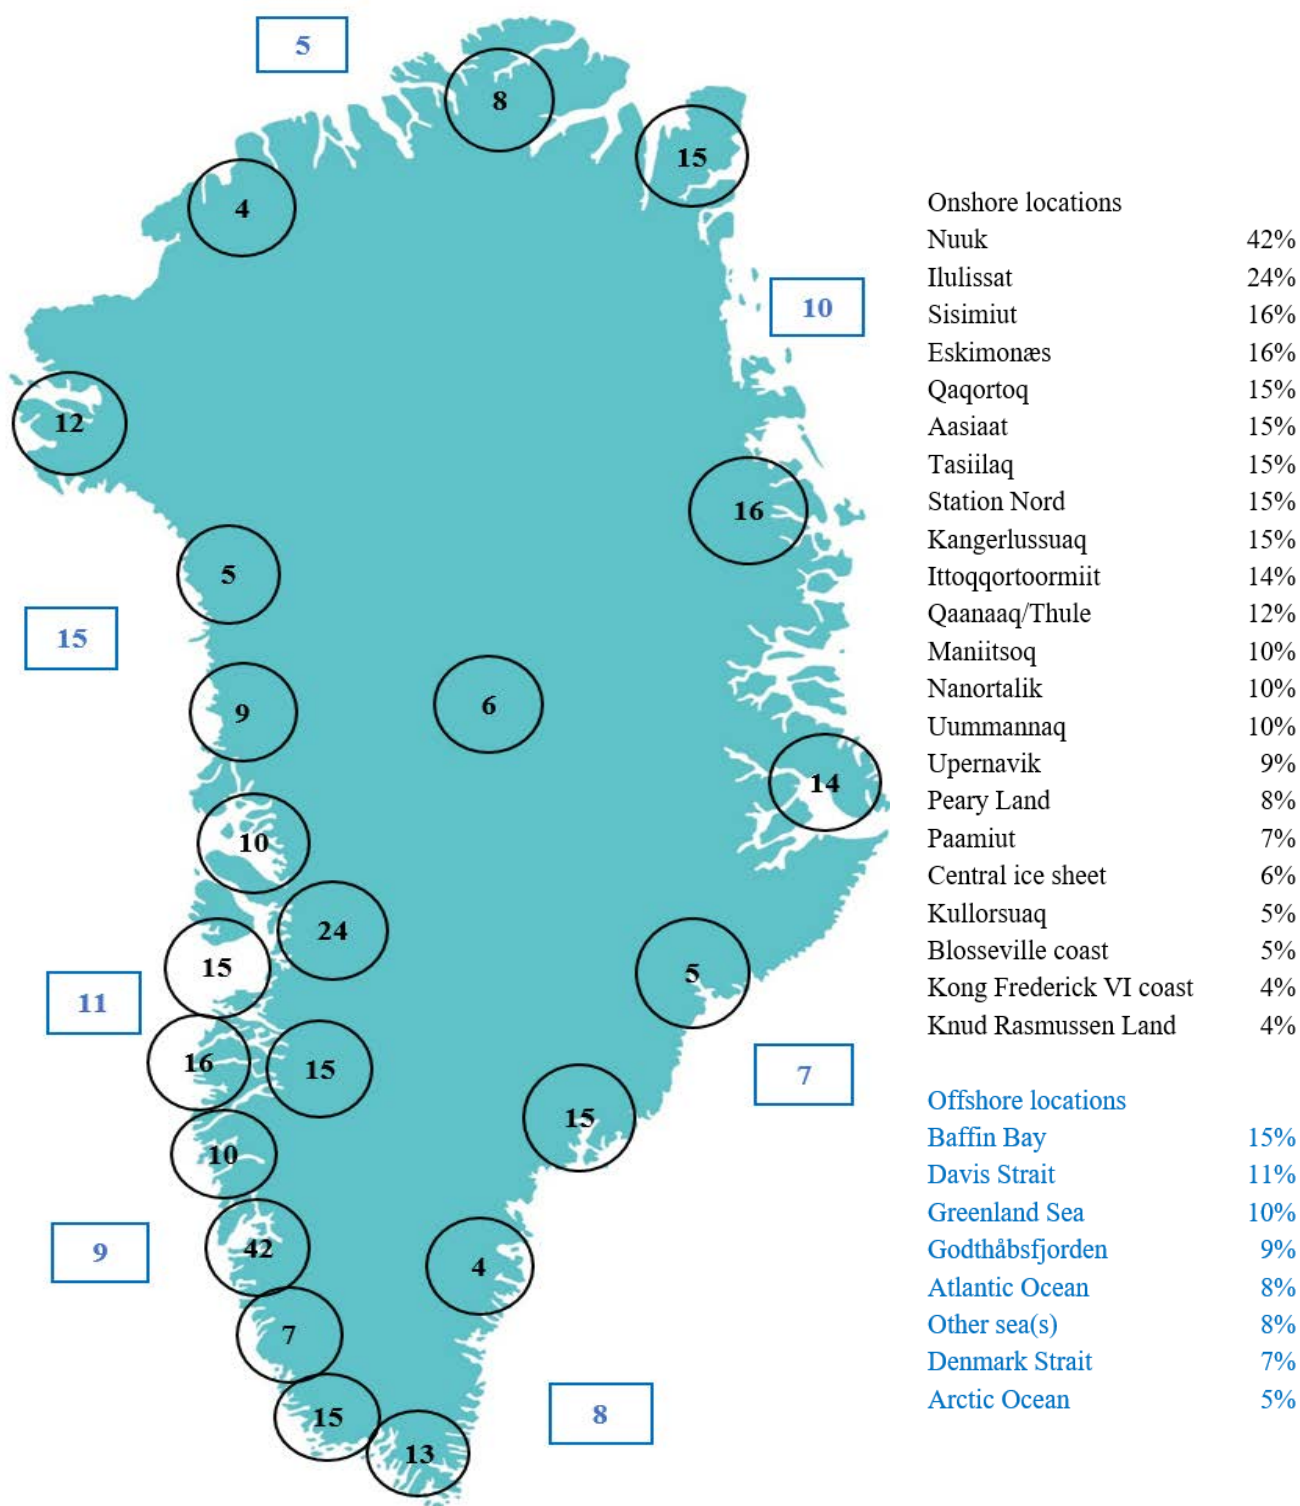 5
8
15
4
10
12
16
5
15
9
6
14
10
24
15
5
11
16
15
7
15
10
42
9
4
7
8
15
13
Onshore locations
Nuuk 42%
Ilulissat 24%
Sisimiut 16%
Eskimonæs 16%
Qaqortoq 15%
Aasiaat 15%
Tasiilaq 15%
Station Nord 15%
Kangerlussuaq 15%
Ittoqqortoormiit 14%
Qaanaaq/Thule 12%
Maniitsoq 10%
Nanortalik 10%
Uummannaq 10%
Upernavik 9%
Peary Land 8%
Paamiut 7%
Central ice sheet 6%
Kullorsuaq 5%
Blosseville coast 5%
Kong Frederick VI coast 4%
Knud Rasmussen Land 4%
Offshore locations
Baffin Bay 15%
Davis Strait 11%
Greenland Sea 10%
Godthåbsfjorden 9%
Atlantic Ocean 8%
Other sea(s) 8%
Denmark Strait 7%
Arctic Ocean 5%